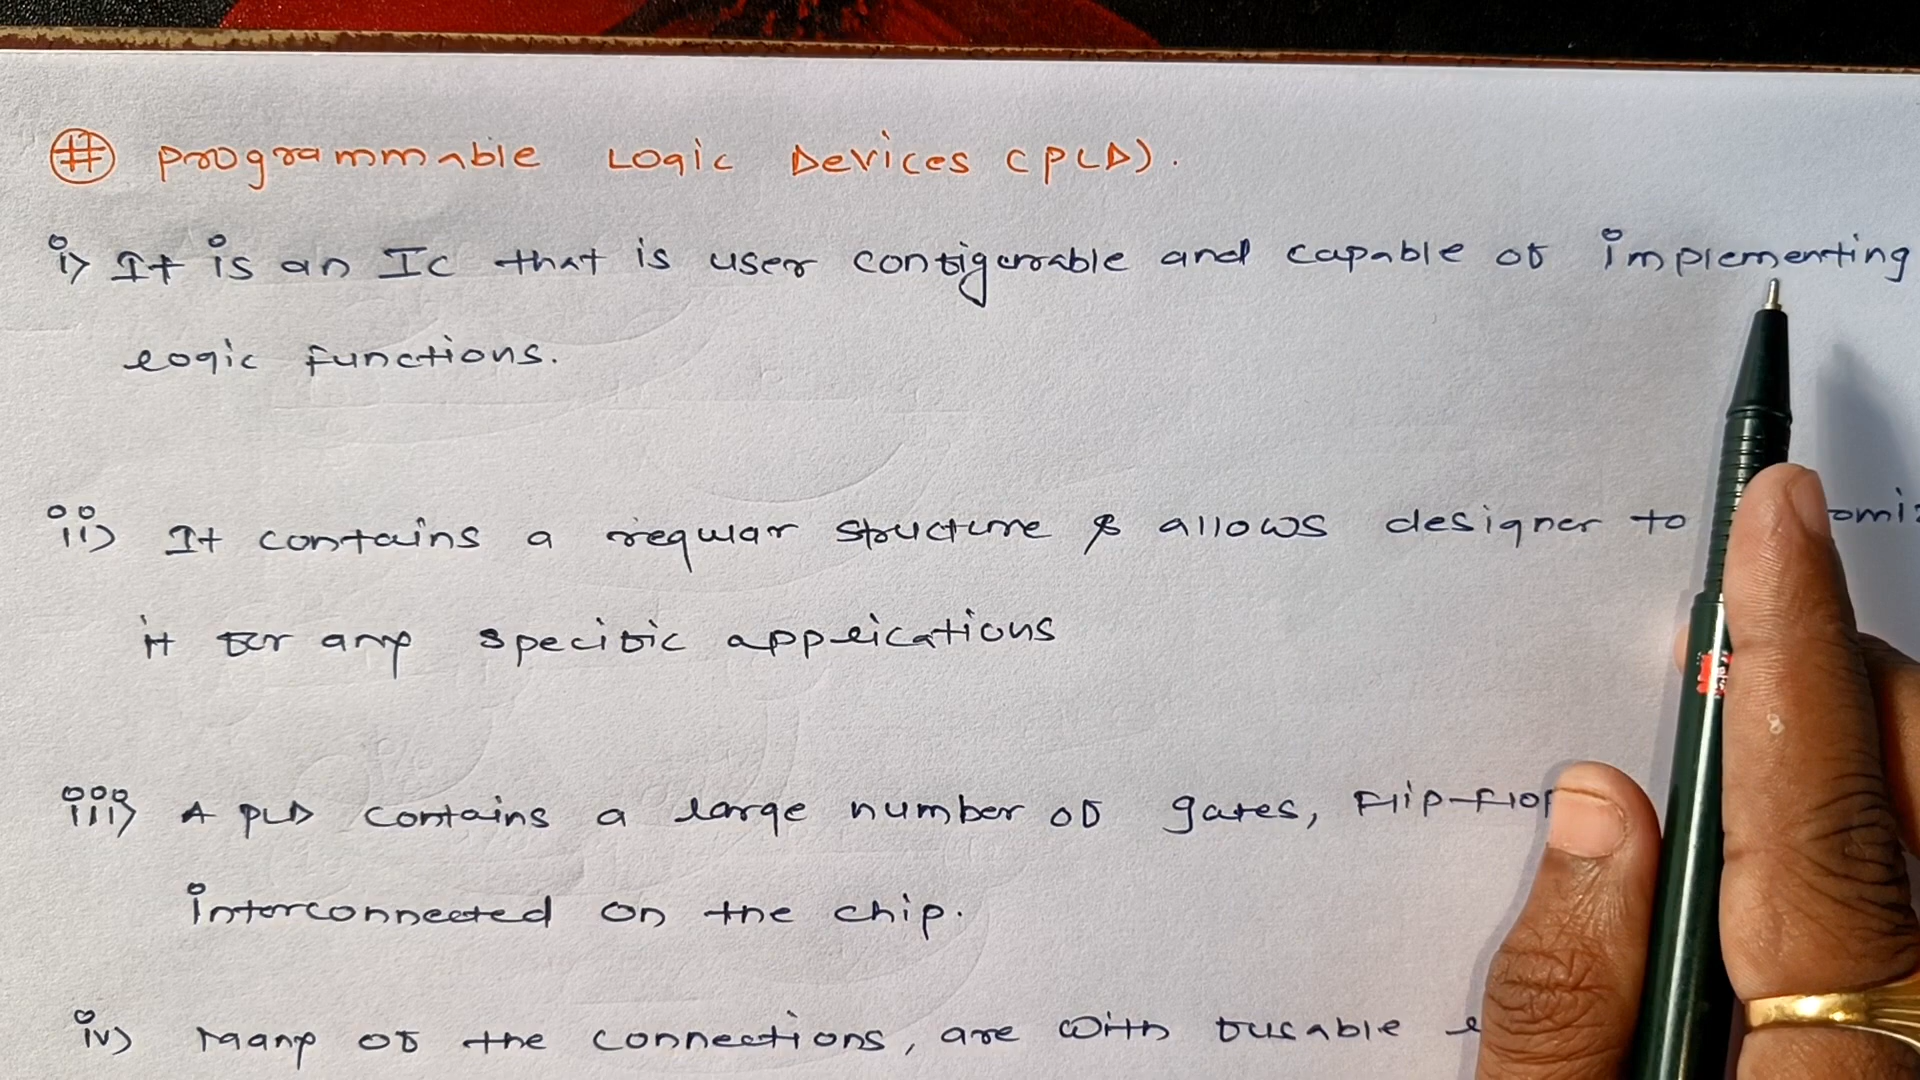 # Programmable Logic Devices (PLD).
i) It is an IC that is user configurable and capable of implementing
logic functions.
ii) It contains a regular structure & allows designer to
it for any specific applications
iii) A PLD contains a large number of gates, Flip-Flop
interconnected on the chip.
iv) Many of the connections, are with fusable